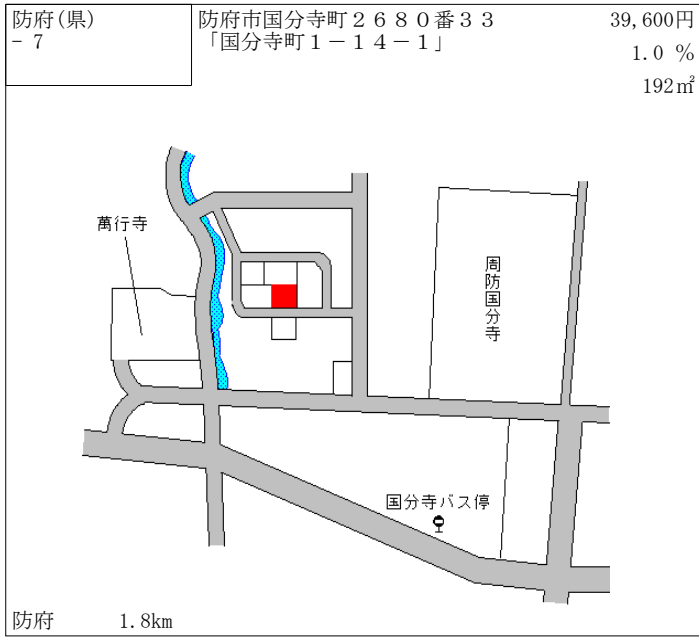 防府(県)
－７
防府市国分寺町２６８０番３３
「国分寺町１－１４－１」
39,600円
1.0 %
192㎡
萬行寺
周防国分寺
国分寺バス停
防府 1.8km